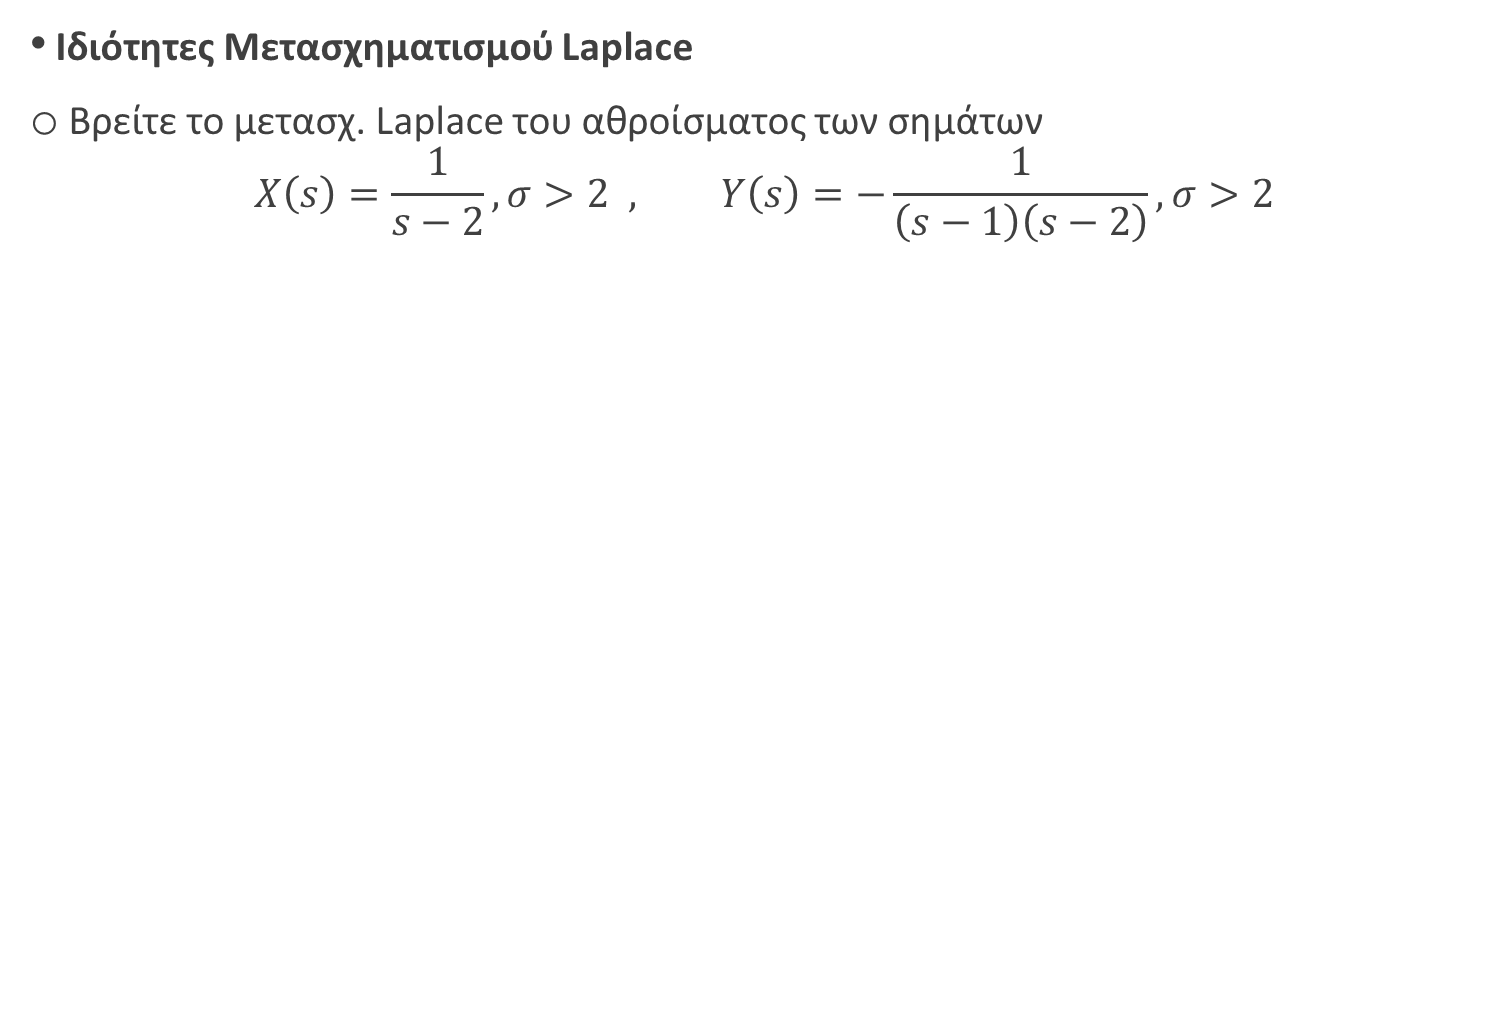 • Ιδιότητες Μετασχηματισμού Laplace
○ Βρείτε το μετασχ. Laplace του αθροίσματος των σημάτων
X(s) = 1/(s − 2), σ > 2 , Y(s) = − 1/((s − 1)(s − 2)), σ > 2